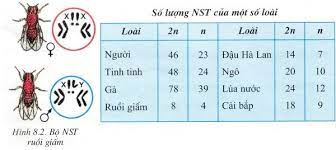 Số lượng NST của một số loài
Loài 2n n Loài 2n n
Người 46 23 Đậu Hà Lan 14 7
Tinh tinh 48 24 Ngô 20 10
Gà 78 39 Lúa nước 24 12
Ruồi giấm 8 4 Cải bắp 18 9
X X
♀
X Y
♂
Hình 8.2. Bộ NST
ruồi giấm